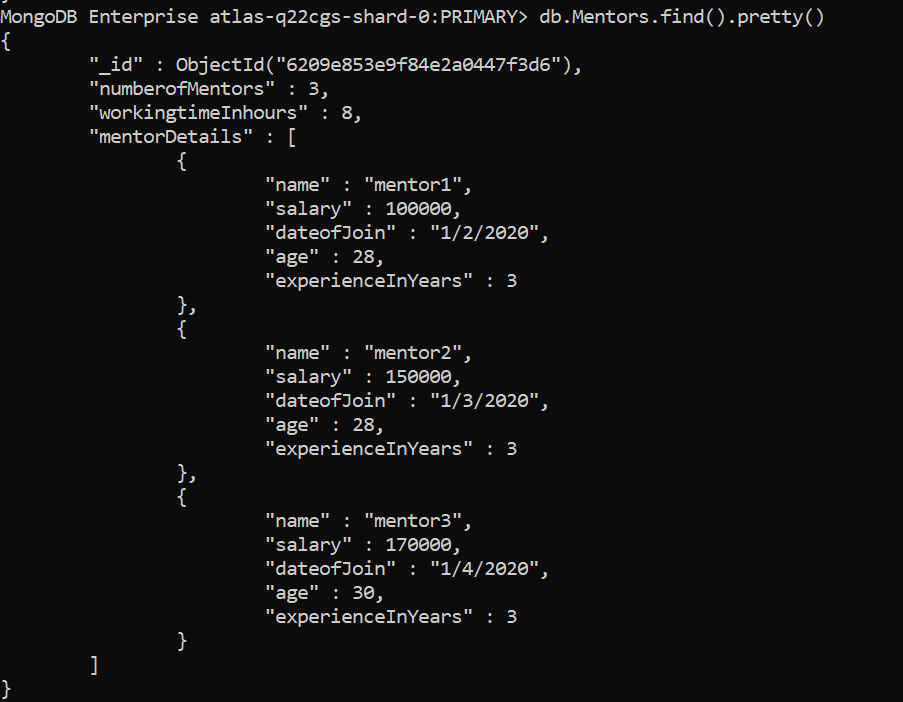 MongoDB Enterprise atlas-q22cgs-shard-0:PRIMARY> db.Mentors.find().pretty()
{
        "_id" : ObjectId("6209e853e9f84e2a0447f3d6"),
        "numberofMentors" : 3,
        "workingtimeInhours" : 8,
        "mentorDetails" : [
                {
                        "name" : "mentor1",
                        "salary" : 100000,
                        "dateofJoin" : "1/2/2020",
                        "age" : 28,
                        "experienceInYears" : 3
                },
                {
                        "name" : "mentor2",
                        "salary" : 150000,
                        "dateofJoin" : "1/3/2020",
                        "age" : 28,
                        "experienceInYears" : 3
                },
                {
                        "name" : "mentor3",
                        "salary" : 170000,
                        "dateofJoin" : "1/4/2020",
                        "age" : 30,
                        "experienceInYears" : 3
                }
        ]
}